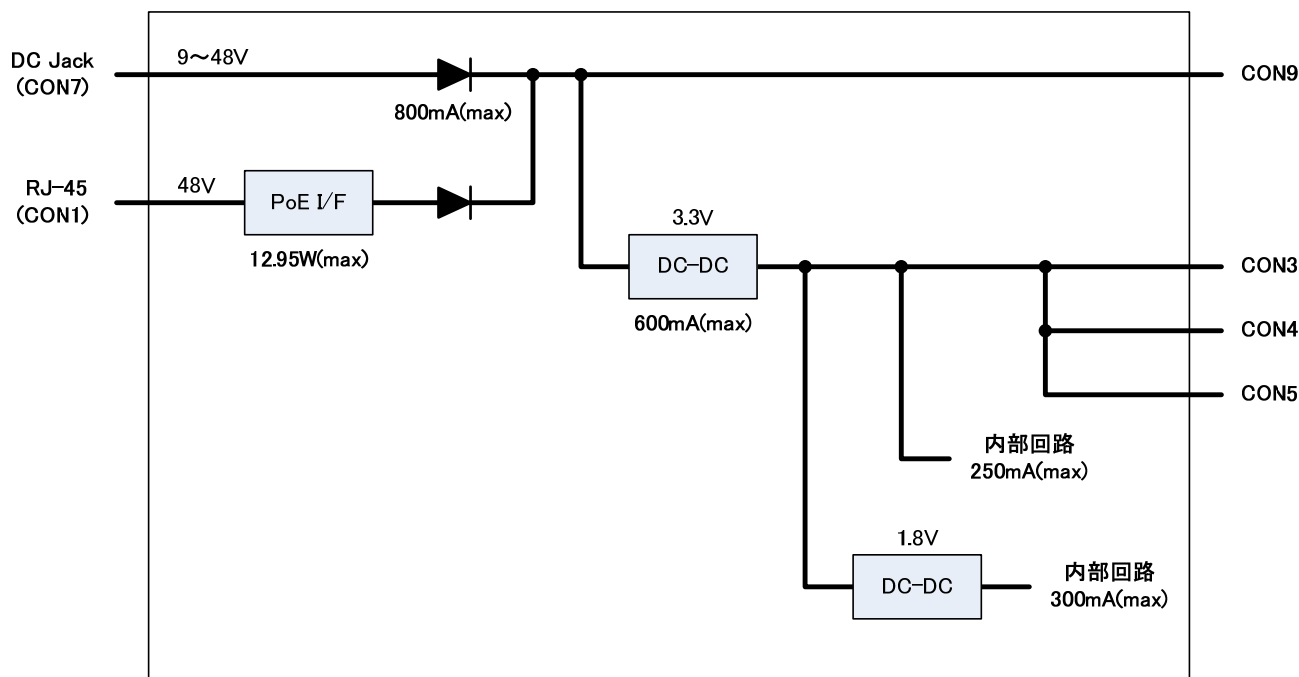 DC Jack
(CON7)
9～48V
800mA(max)
CON9
RJ-45
(CON1)
48V
PoE I/F
12.95W(max)
3.3V
DC-DC
600mA(max)
CON3
CON4
CON5
内部回路
250mA(max)
1.8V
DC-DC
内部回路
300mA(max)